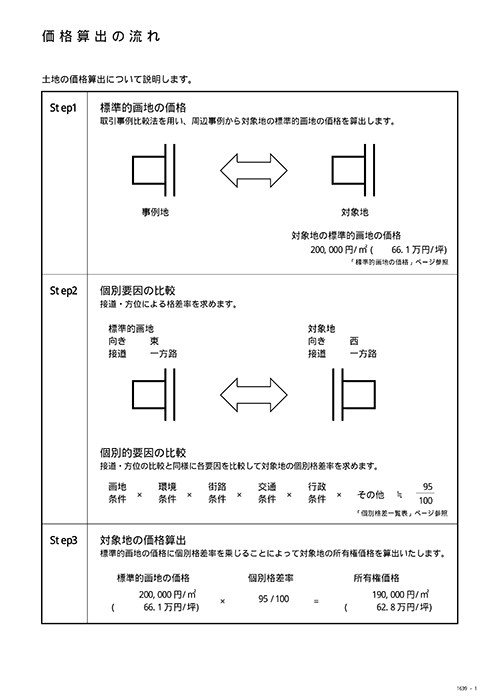 価格算出の流れ
土地の価格算出について説明します。
Step1
標準的画地の価格
取引事例比較法を用い、周辺事例から対象地の標準的画地の価格を算出します。
事例地 対象地
対象地の標準的画地の価格
200,000円/㎡ ( 66.1万円/坪)
「標準的画地の価格」ページ参照
Step2
個別要因の比較
接道・方位による格差率を求めます。
標準的画地 対象地
向き 東 向き 西
接道 一方路 接道 一方路
個別的要因の比較
接道・方位の比較と同様に各要因を比較して対象地の個別格差率を求めます。
画地 環境 街路 交通 行政 95
× × × × × その他 ≒
条件 条件 条件 条件 条件 100
「個別格差一覧表」ページ参照
Step3
対象地の価格算出
標準的画地の価格に個別格差率を乗じることによって対象地の所有権価格を算出いたします。
標準的画地の価格 個別格差率 所有権価格
200,000円/㎡ × 95/100 = 190,000円/㎡
( 66.1万円/坪) ( 62.8万円/坪)
1639 - 1